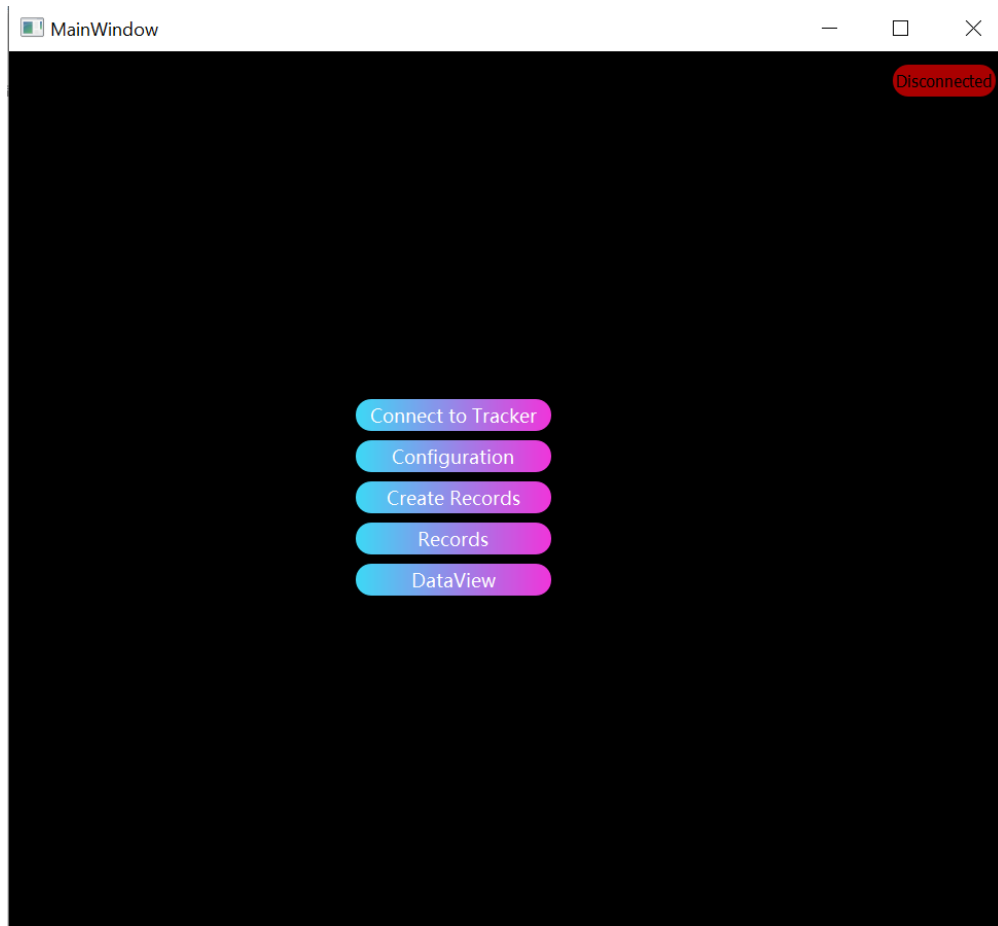 MainWindow
Disconnected
Connect to Tracker
Configuration
Create Records
Records
DataView